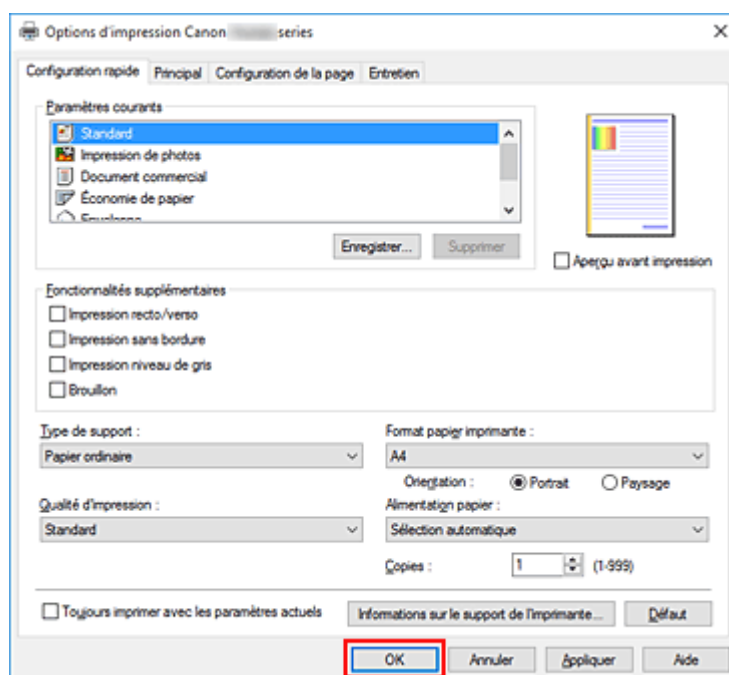 Options d'impression Canon series
Configuration rapide Principal Configuration de la page Entretien
Paramètres courants
Standard
Impression de photos
Document commercial
Économie de papier
Enregistrer... Supprimer
Aperçu avant impression
Fonctionnalités supplémentaires
Impression recto/verso
Impression sans bordure
Impression niveau de gris
Brouillon
Type de support :
Papier ordinaire
Format papier imprimante :
A4
Orientation : Portrait Paysage
Qualité d'impression :
Standard
Alimentation papier :
Sélection automatique
Copies : 1 (1-999)
Toujours imprimer avec les paramètres actuels
Informations sur le support de l'imprimante... Défaut
OK Annuler Appliquer Aide